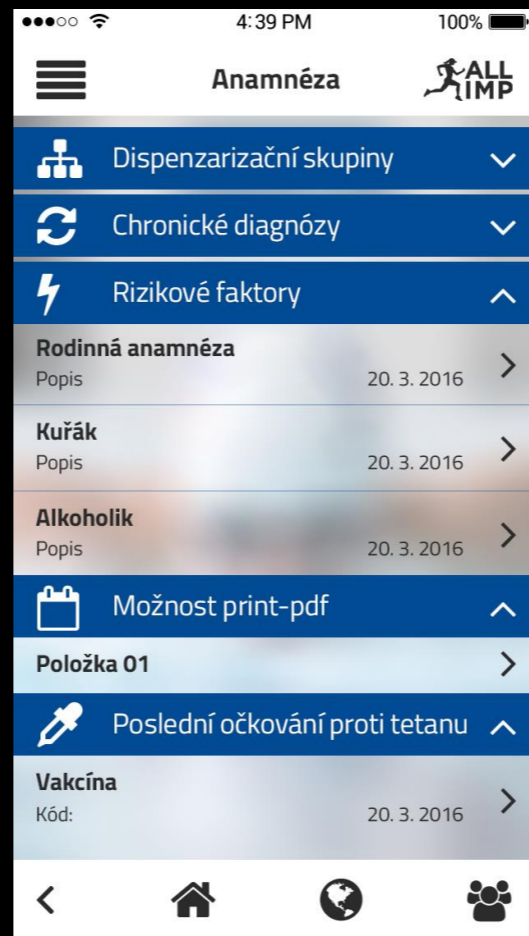 4:39 PM
100%
Anamnéza
ALL
IMP
Dispenzarizační skupiny
Chronické diagnózy
Rizikové faktory
Rodinná anamnéza
Popis 20. 3. 2016
Kuřák
Popis 20. 3. 2016
Alkoholik
Popis 20. 3. 2016
Možnost print-pdf
Položka 01
Poslední očkování proti tetanu
Vakcína
Kód: 20. 3. 2016